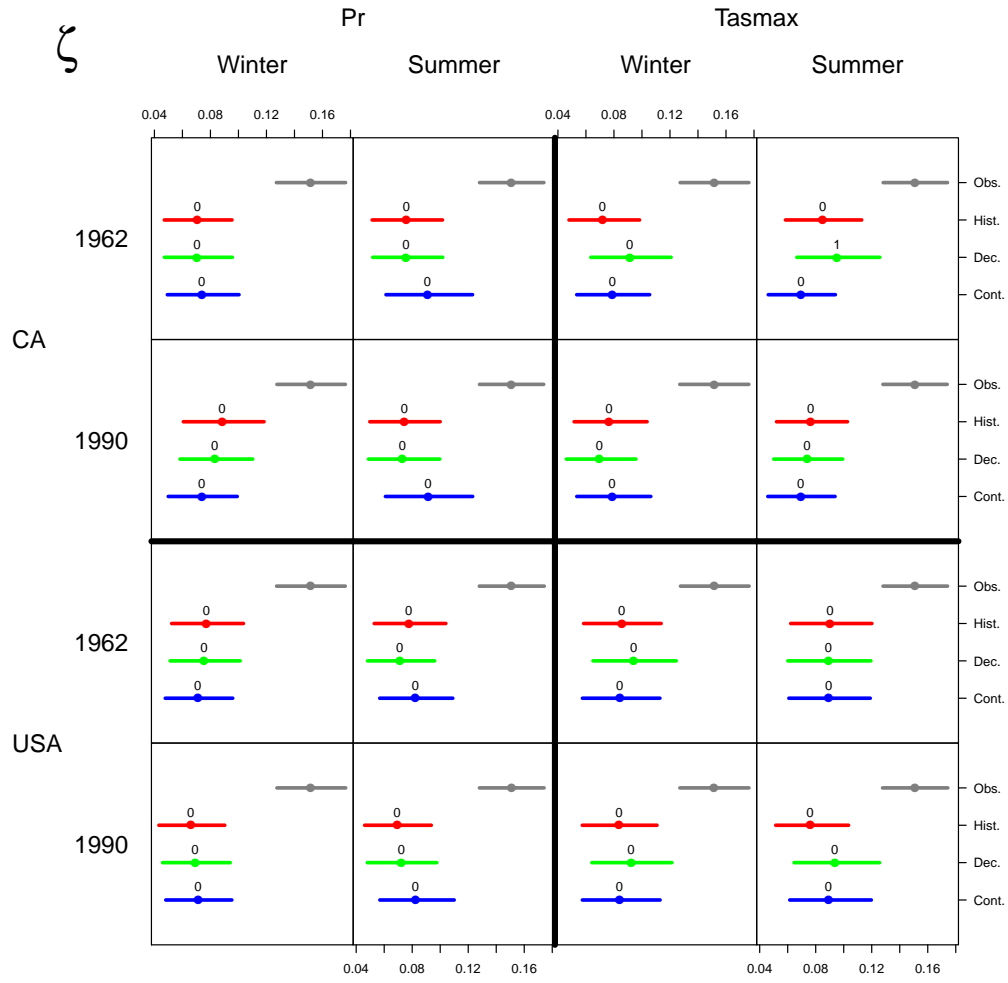 Pr Tasmax
ζ
Winter Summer Winter Summer
0.04 0.08 0.12 0.16 0.04 0.08 0.12 0.16
Obs.
0 0 0 0 Hist.
1962
0 0 0 1 Dec.
0 0 0 0 Cont.
CA
Obs.
0 0 0 0 Hist.
1990
0 0 0 0 Dec.
0 0 0 0 Cont.
Obs.
0 0 0 0 Hist.
1962
0 0 0 0 Dec.
0 0 0 0 Cont.
USA
Obs.
0 0 0 0 Hist.
1990
0 0 0 0 Dec.
0 0 0 0 Cont.
0.04 0.08 0.12 0.16 0.04 0.08 0.12 0.16